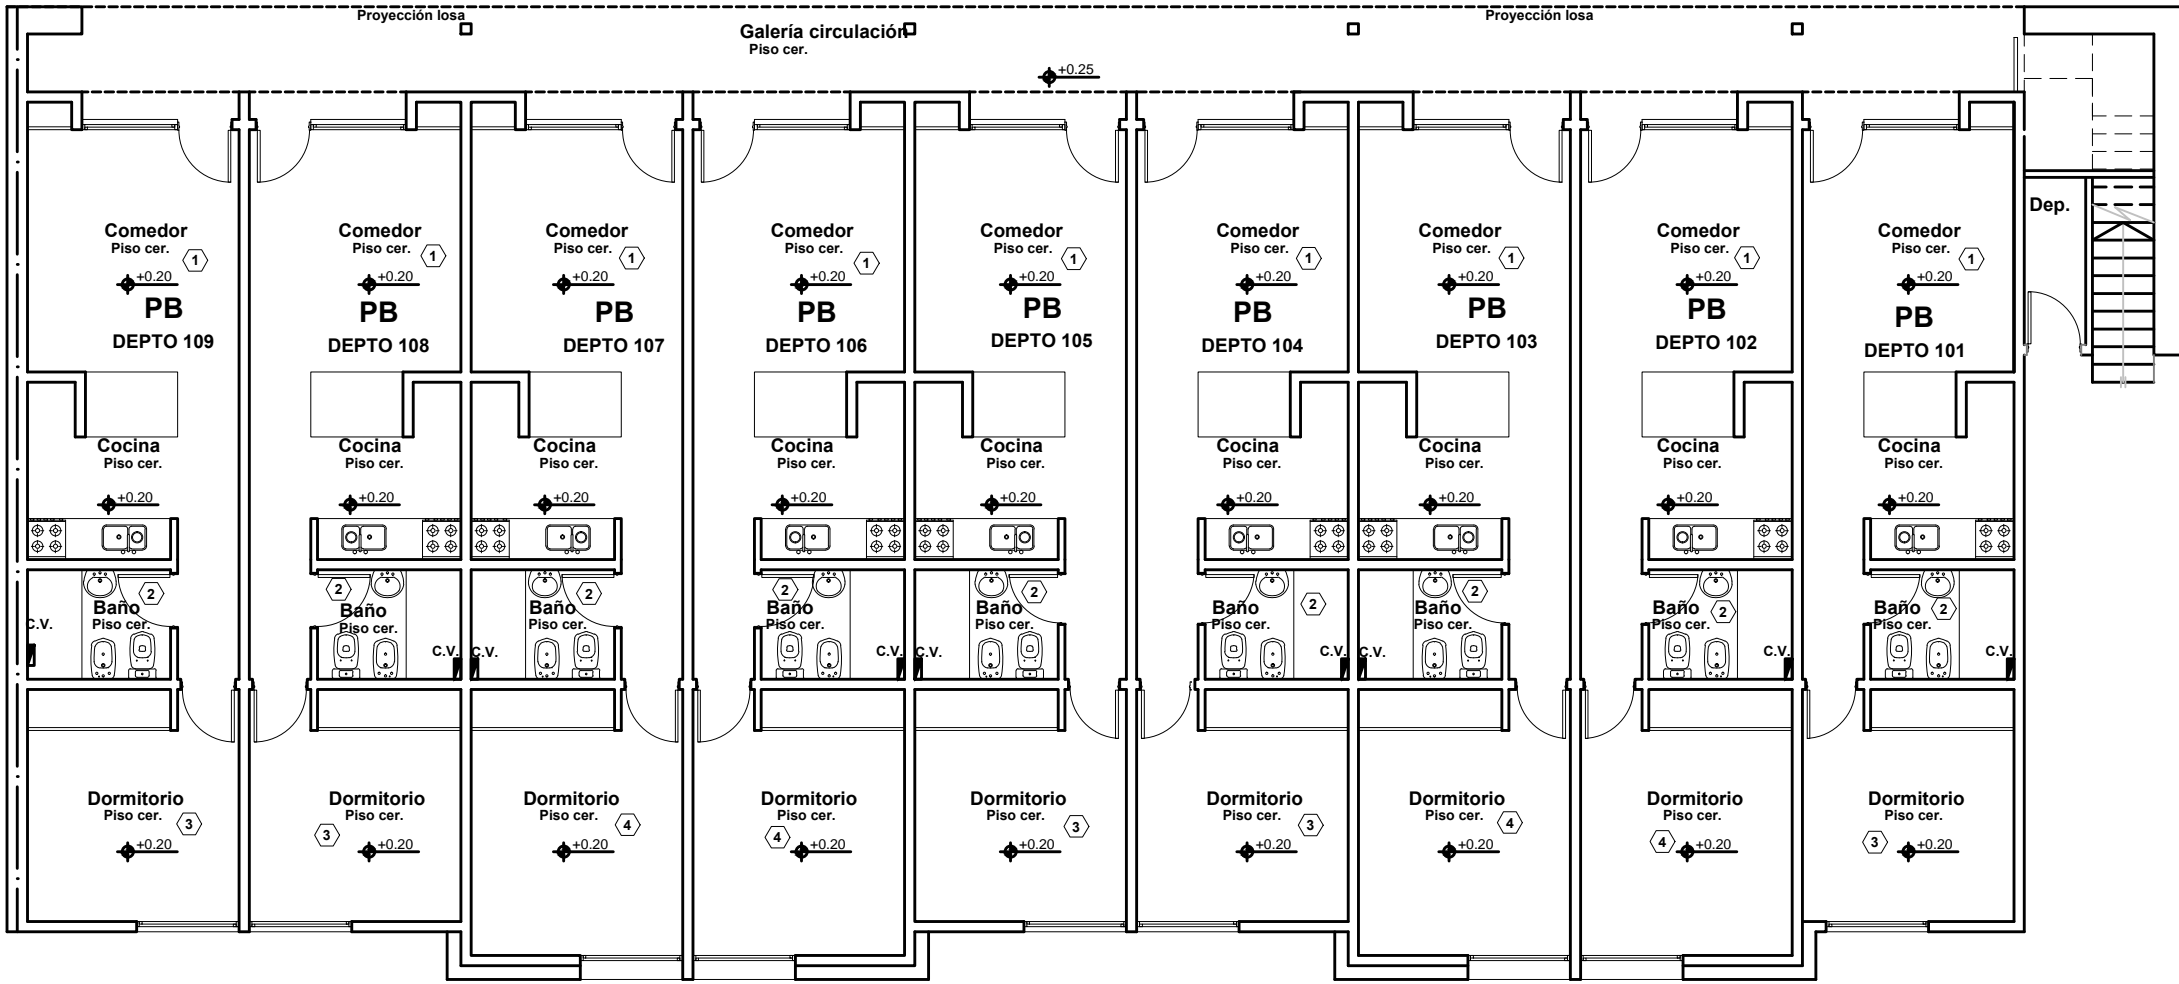 Proyección losa
Proyección losa
Galería circulación
Piso cer.
+0.25
Dep.
Comedor
Piso cer.
1
+0.20
PB
DEPTO 109
Comedor
Piso cer.
1
+0.20
PB
DEPTO 108
Comedor
Piso cer.
1
+0.20
PB
DEPTO 107
Comedor
Piso cer.
1
+0.20
PB
DEPTO 106
Comedor
Piso cer.
1
+0.20
PB
DEPTO 105
Comedor
Piso cer.
1
+0.20
PB
DEPTO 104
Comedor
Piso cer.
1
+0.20
PB
DEPTO 103
Comedor
Piso cer.
1
+0.20
PB
DEPTO 102
Comedor
Piso cer.
1
+0.20
PB
DEPTO 101
Cocina
Piso cer.
+0.20
Cocina
Piso cer.
+0.20
Cocina
Piso cer.
+0.20
Cocina
Piso cer.
+0.20
Cocina
Piso cer.
+0.20
Cocina
Piso cer.
+0.20
Cocina
Piso cer.
+0.20
Cocina
Piso cer.
+0.20
Cocina
Piso cer.
+0.20
2
Baño
Piso cer.
C.V.
2
Baño
Piso cer.
C.V.
2
Baño
Piso cer.
C.V.
2
Baño
Piso cer.
C.V.
2
Baño
Piso cer.
C.V.
2
Baño
Piso cer.
C.V.
2
Baño
Piso cer.
C.V.
2
Baño
Piso cer.
C.V.
2
Baño
Piso cer.
C.V.
Dormitorio
Piso cer.
3
+0.20
Dormitorio
Piso cer.
3
+0.20
Dormitorio
Piso cer.
4
+0.20
Dormitorio
Piso cer.
4
+0.20
Dormitorio
Piso cer.
3
+0.20
Dormitorio
Piso cer.
3
+0.20
Dormitorio
Piso cer.
4
+0.20
Dormitorio
Piso cer.
4
+0.20
Dormitorio
Piso cer.
3
+0.20